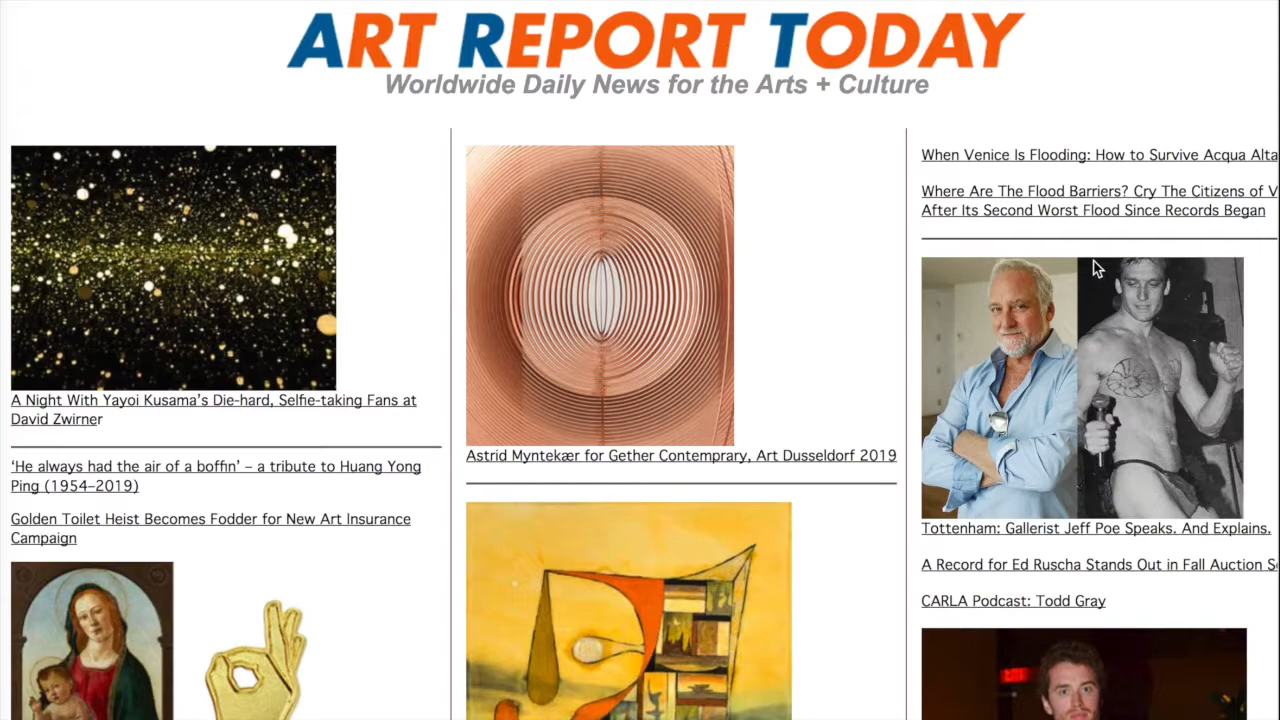 ART REPORT TODAY
Worldwide Daily News for the Arts + Culture
A Night With Yayoi Kusama’s Die-hard, Selfie-taking Fans at
David Zwirner
‘He always had the air of a boffin’ – a tribute to Huang Yong
Ping (1954–2019)
Golden Toilet Heist Becomes Fodder for New Art Insurance
Campaign
Astrid Myntekær for Gether Contemprary, Art Dusseldorf 2019
When Venice Is Flooding: How to Survive Acqua Alta
Where Are The Flood Barriers? Cry The Citizens of V
After Its Second Worst Flood Since Records Began
Tottenham: Gallerist Jeff Poe Speaks. And Explains.
A Record for Ed Ruscha Stands Out in Fall Auction S
CARLA Podcast: Todd Gray